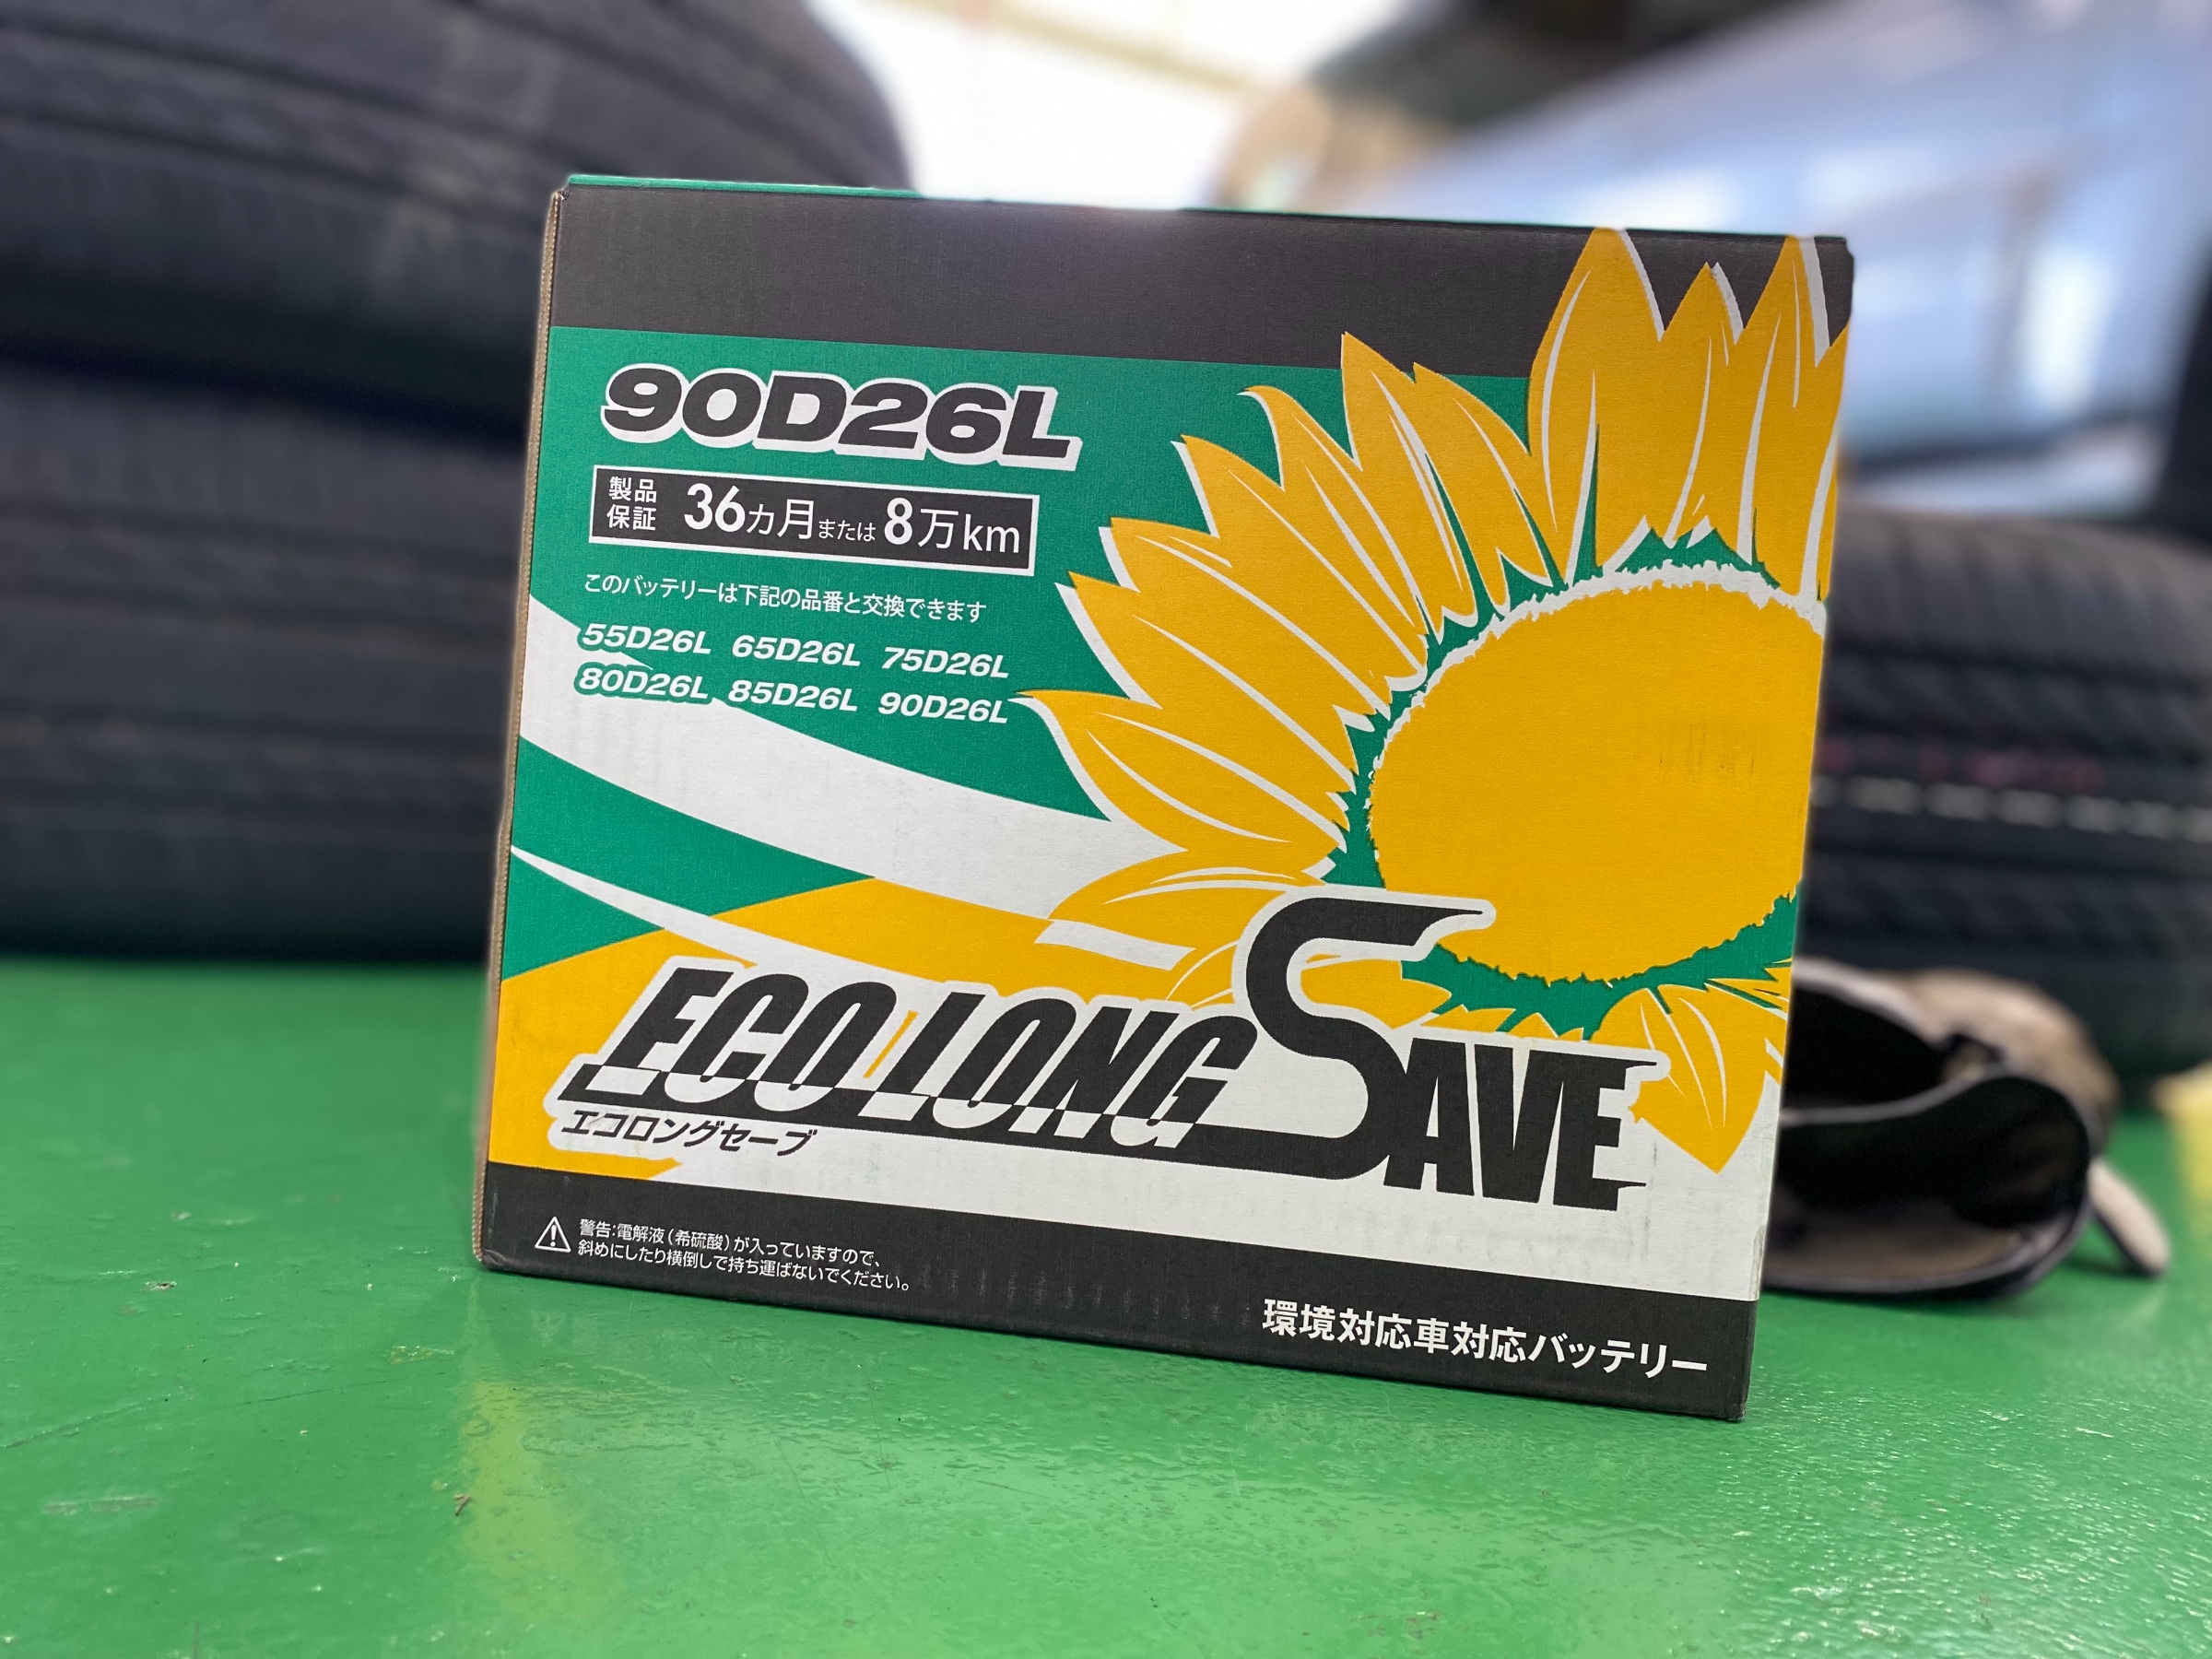 90D26L
製品保証 36カ月または8万km
このバッテリーは下記の品番と交換できます
55D26L 65D26L 75D26L
80D26L 85D26L 90D26L
ECO LONG SAVE
エコロングセーブ
警告:電解液(希硫酸)が入っていますので、
斜めにしたり横倒しで持ち運ばないでください。
環境対応車対応バッテリー